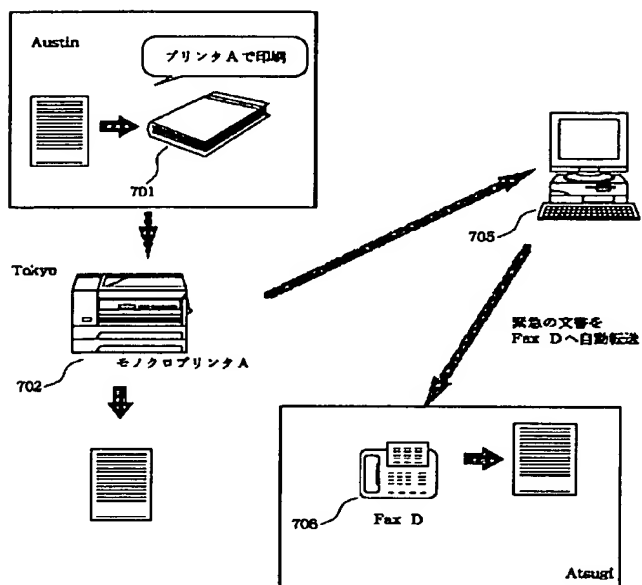 Austin
プリンタAで印刷
701
705
Tokyo
モノクロプリンタA
702
緊急の文書を
Fax Dへ自動転送
706
Fax D
Atsugi